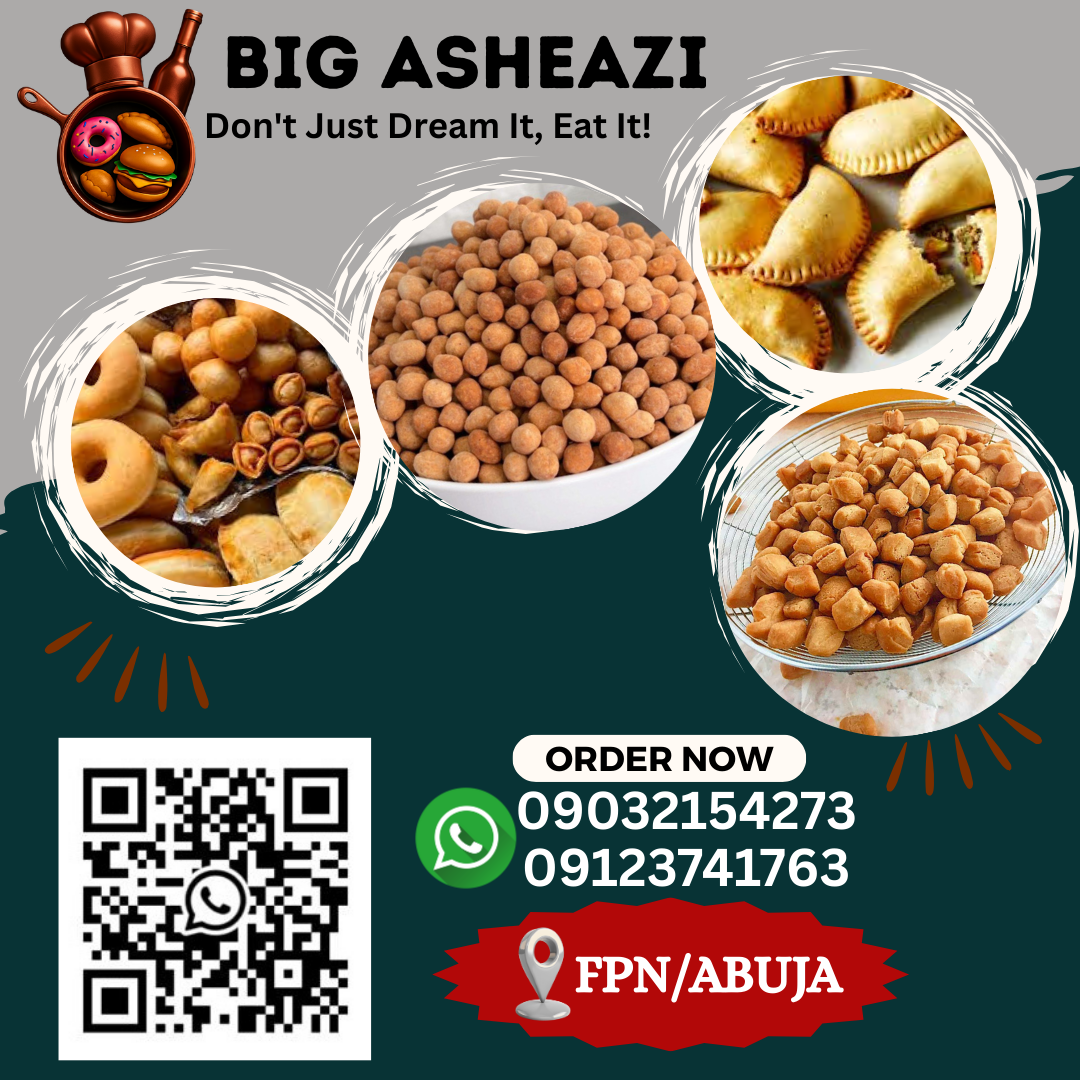 BIG ASHEAZI
Don't Just Dream It, Eat It!
ORDER NOW
09032154273
09123741763
FPN/ABUJA